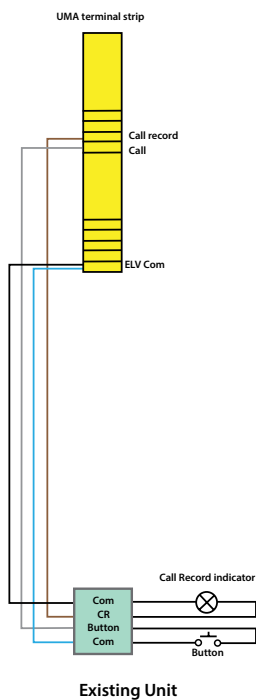 UMA terminal strip
Call record
Call
ELV Com
Com
CR
Button
Com
Call Record indicator
Button
Existing Unit